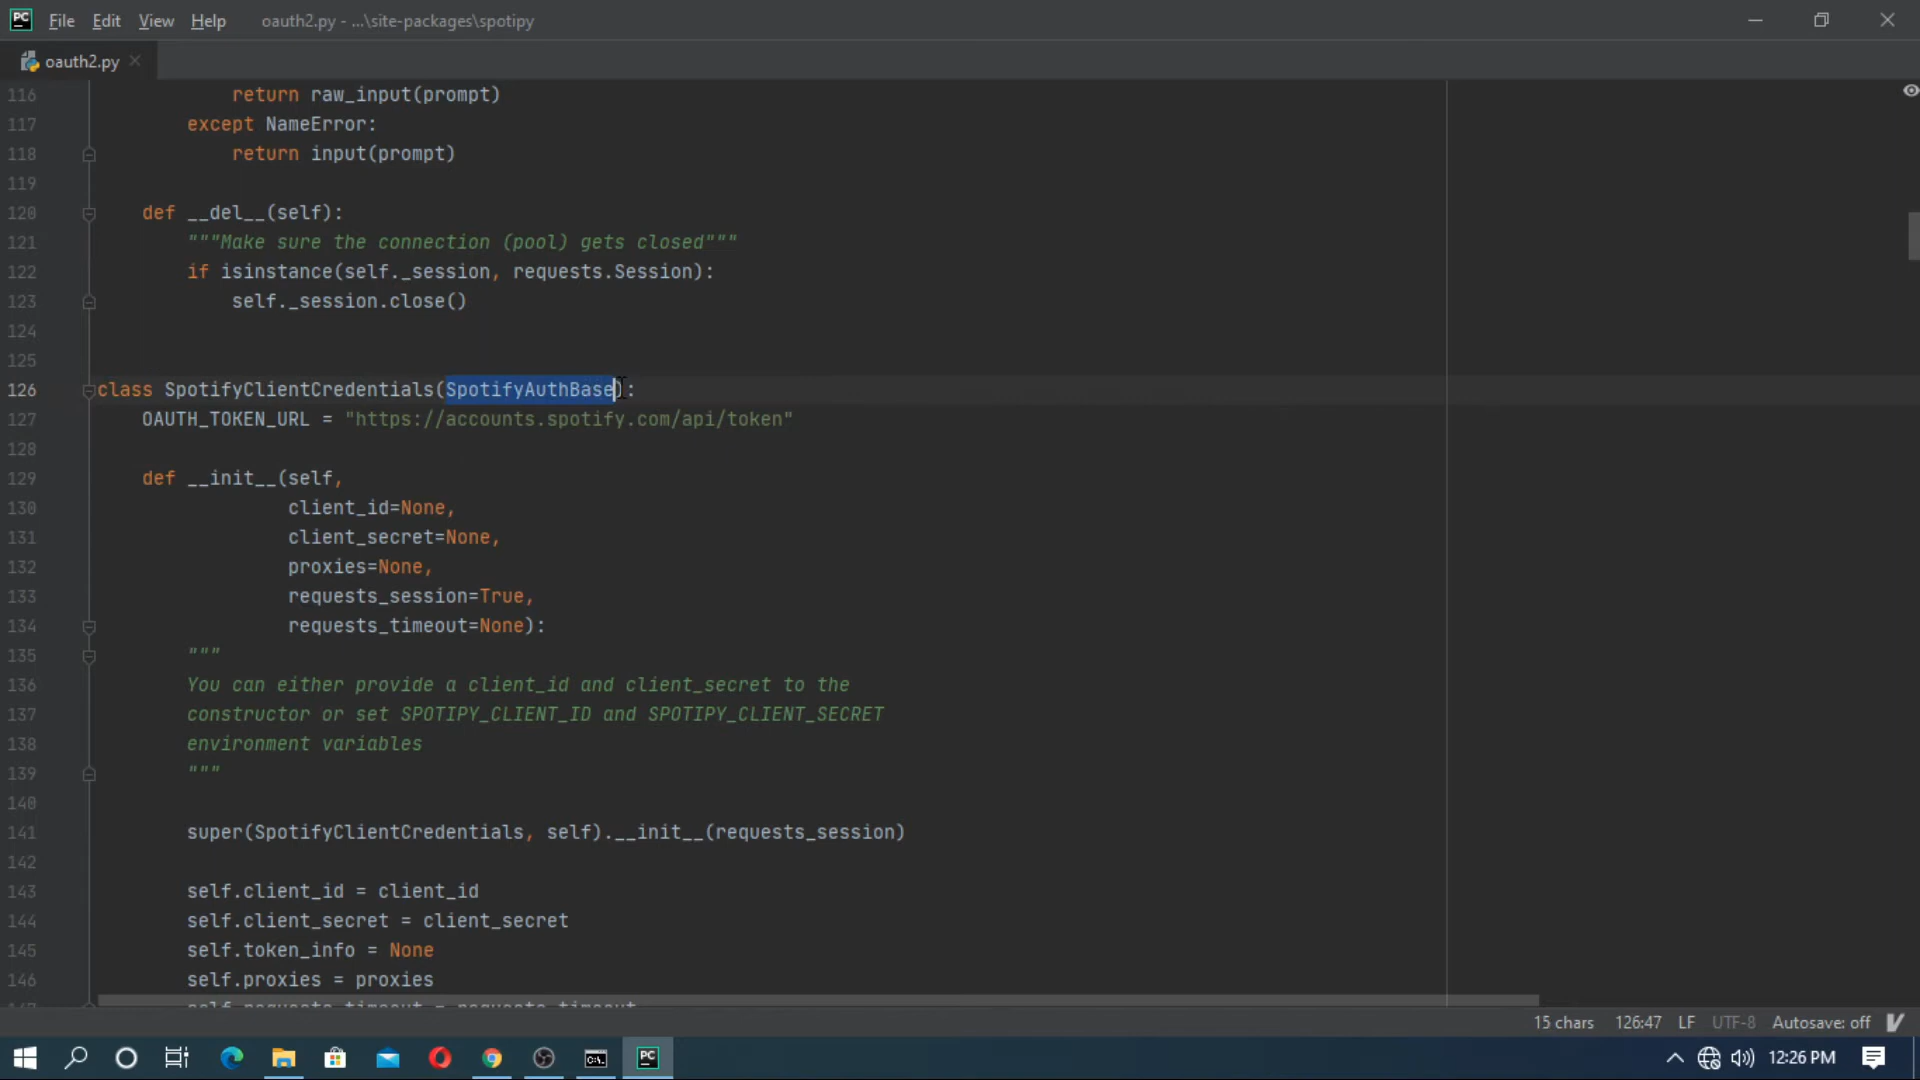 PC File Edit View Help oauth2.py - ...\site-packages\spotipy
oauth2.py
116 return raw_input(prompt)
117 except NameError:
118 return input(prompt)
119
120 def __del__(self):
121 """Make sure the connection (pool) gets closed"""
122 if isinstance(self._session, requests.Session):
123 self._session.close()
124
125
126 class SpotifyClientCredentials(SpotifyAuthBase):
127 OAUTH_TOKEN_URL = "https://accounts.spotify.com/api/token"
128
129 def __init__(self,
130 client_id=None,
131 client_secret=None,
132 proxies=None,
133 requests_session=True,
134 requests_timeout=None):
135 """
136 You can either provide a client_id and client_secret to the
137 constructor or set SPOTIPY_CLIENT_ID and SPOTIPY_CLIENT_SECRET
138 environment variables
139 """
140
141 super(SpotifyClientCredentials, self).__init__(requests_session)
142
143 self.client_id = client_id
144 self.client_secret = client_secret
145 self.token_info = None
146 self.proxies = proxies
147 self.requests_timeout = requests_timeout
15 chars 126:47 LF UTF-8 Autosave: off
C:\. PC 12:26 PM